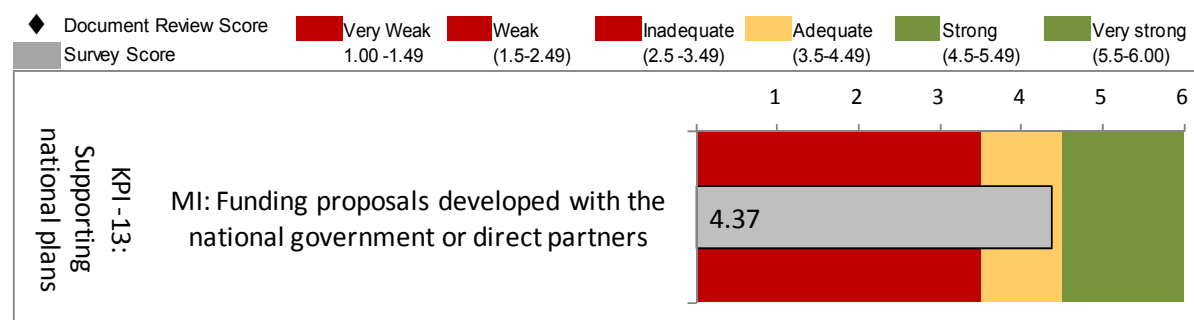 Document Review Score
Very Weak
Weak
Inadequate
Adequate
Strong
Very strong
Survey Score
1.00 -1.49
(1.5-2.49)
(2.5 -3.49)
(3.5-4.49)
(4.5-5.49)
(5.5-6.00)
1 2 3 4 5 6
KPI -13:
Supporting
national plans
MI: Funding proposals developed with the
national government or direct partners
4.37